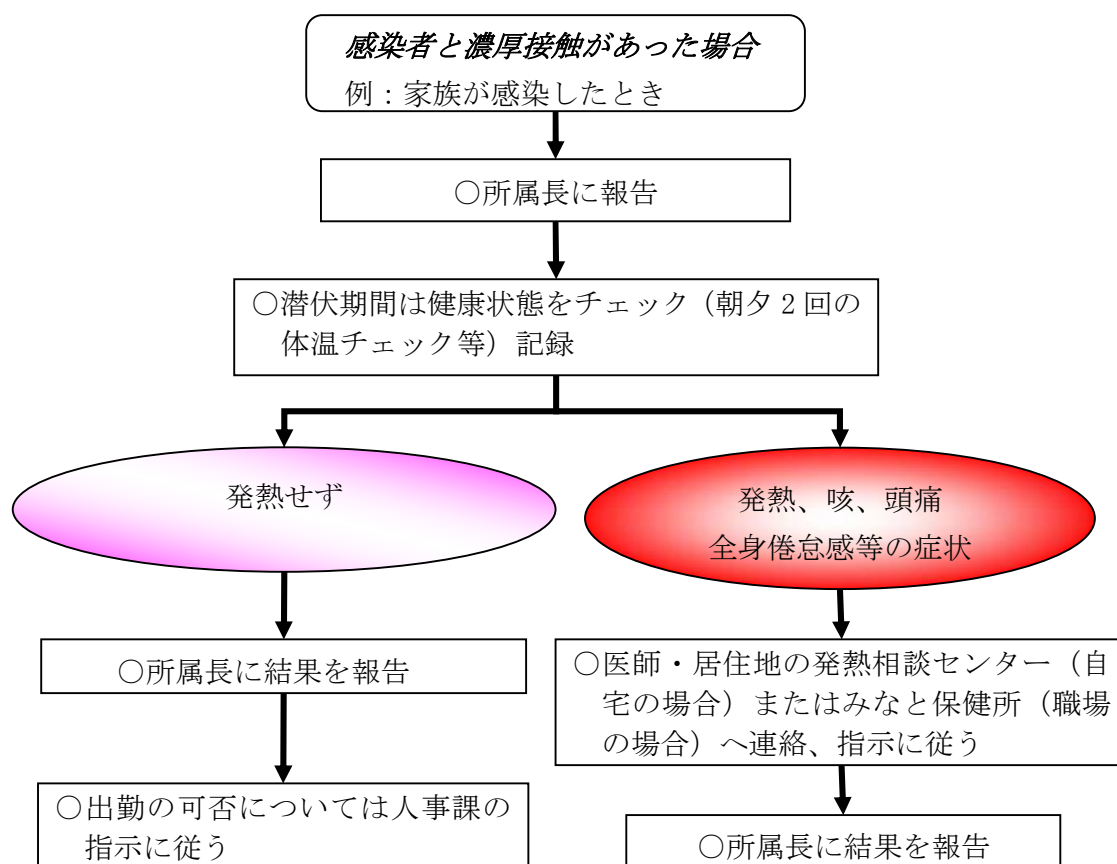 感染者と濃厚接触があった場合
例：家族が感染したとき
○所属長に報告
○潜伏期間は健康状態をチェック（朝夕２回の
体温チェック等）記録
発熱せず
発熱、咳、頭痛
全身倦怠感等の症状
○所属長に結果を報告
○医師・居住地の発熱相談センター（自
宅の場合）またはみなと保健所（職場
の場合）へ連絡、指示に従う
○出勤の可否については人事課の
指示に従う
○所属長に結果を報告